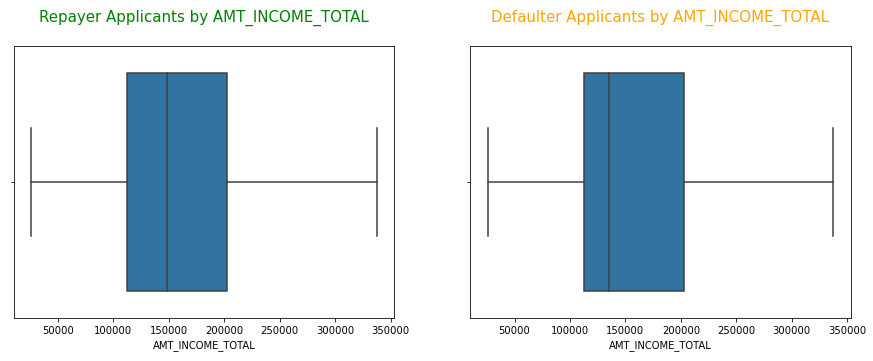 Repayer Applicants by AMT_INCOME_TOTAL
50000 100000 150000 200000 250000 300000 350000
AMT_INCOME_TOTAL
Defaulter Applicants by AMT_INCOME_TOTAL
50000 100000 150000 200000 250000 300000 350000
AMT_INCOME_TOTAL